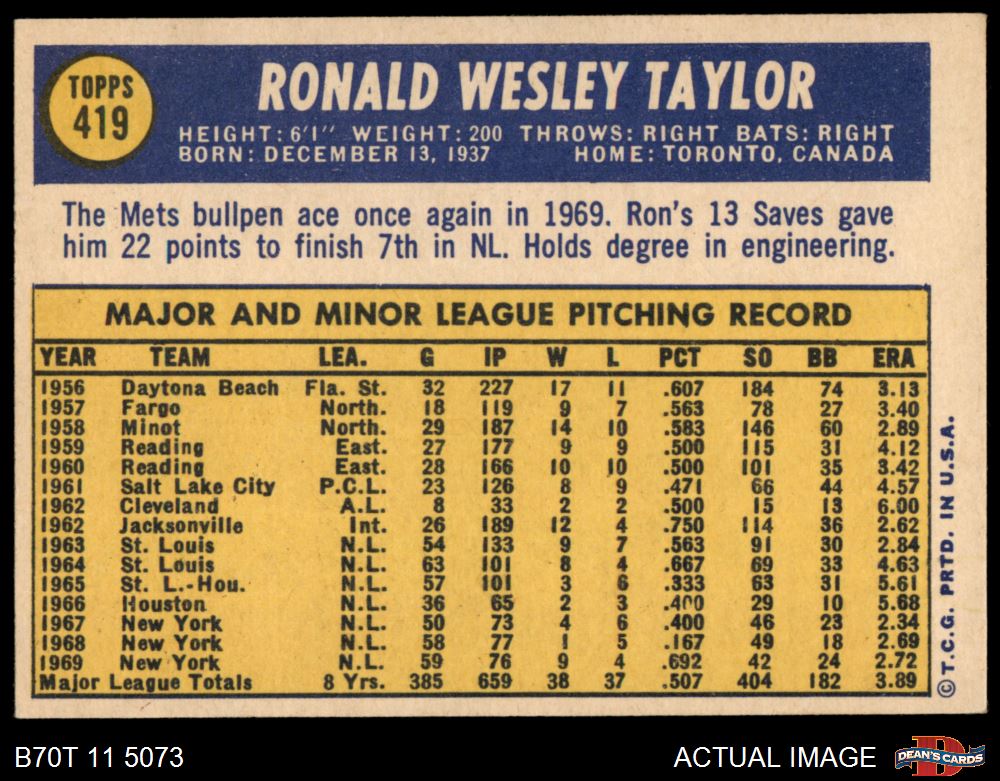 TOPPS
419
RONALD WESLEY TAYLOR
HEIGHT: 6'1" WEIGHT: 200 THROWS: RIGHT BATS: RIGHT
BORN: DECEMBER 13, 1937 HOME: TORONTO, CANADA
The Mets bullpen ace once again in 1969. Ron's 13 Saves gave
him 22 points to finish 7th in NL. Holds degree in engineering.
MAJOR AND MINOR LEAGUE PITCHING RECORD
YEAR TEAM LEA. G IP W L PCT SO BB ERA
1956 Daytona Beach Fla. St. 32 227 17 11 .607 184 74 3.13
1957 Fargo North. 18 119 9 7 .563 78 27 3.40
1958 Minot North. 29 187 14 10 .583 146 60 2.89
1959 Reading East. 27 177 9 9 .500 115 31 4.12
1960 Reading East. 28 166 10 10 .500 101 35 3.42
1961 Salt Lake City P.C.L. 23 126 8 9 .471 66 44 4.57
1962 Cleveland A.L. 8 33 2 2 .500 15 13 6.00
1962 Jacksonville Int. 26 189 12 4 .750 114 36 2.62
1963 St. Louis N.L. 54 133 9 7 .563 91 30 2.84
1964 St. Louis N.L. 63 101 8 4 .667 69 33 4.63
1965 St. L.-Hou. N.L. 57 101 3 6 .333 63 31 5.61
1966 Houston N.L. 36 65 2 3 .400 29 10 5.68
1967 New York N.L. 50 73 4 6 .400 46 23 2.34
1968 New York N.L. 58 77 1 5 .167 49 18 2.69
1969 New York N.L. 59 76 9 4 .692 42 24 2.72
Major League Totals 8 Yrs. 385 659 38 37 .507 404 182 3.89
© T.C.G. PRTD. IN U.S.A.
B70T 11 5073
ACTUAL IMAGE
D
DEAN'S CARDS